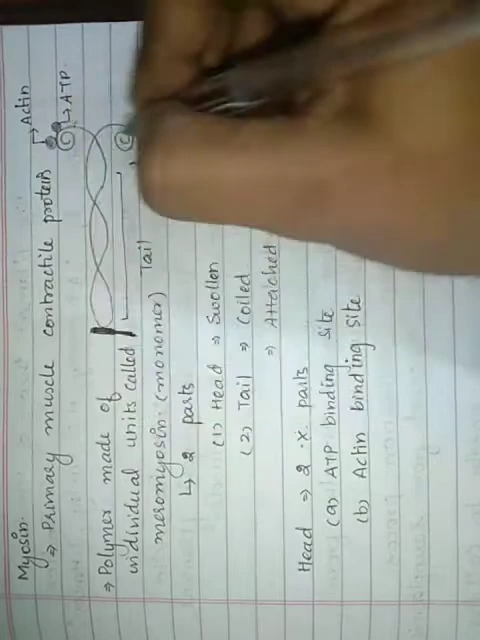 Myosin.
⇒ Primary muscle contractile protein
Actin
ATP
⇒ Polymer made of
individual units called
meromyosin. (monomer)
Tail
↳ 2 parts
(1) Head ⇒ Swollen
(2) Tail ⇒ Coiled
⇒ Attached
Head ⇒ 2 .x. parts
(a) ATP binding site
(b) Actin binding site